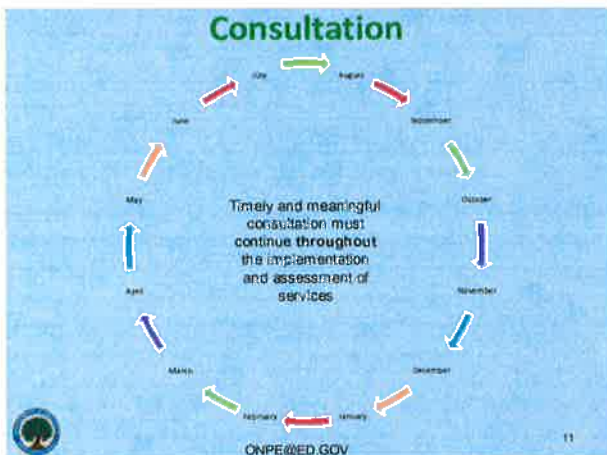 Consultation
July
August
June
September
May
October
Timely and meaningful
consultation must
continue throughout
the implementation
and assessment of
services
April
November
March
December
February
January
ONPE@ED.GOV
11